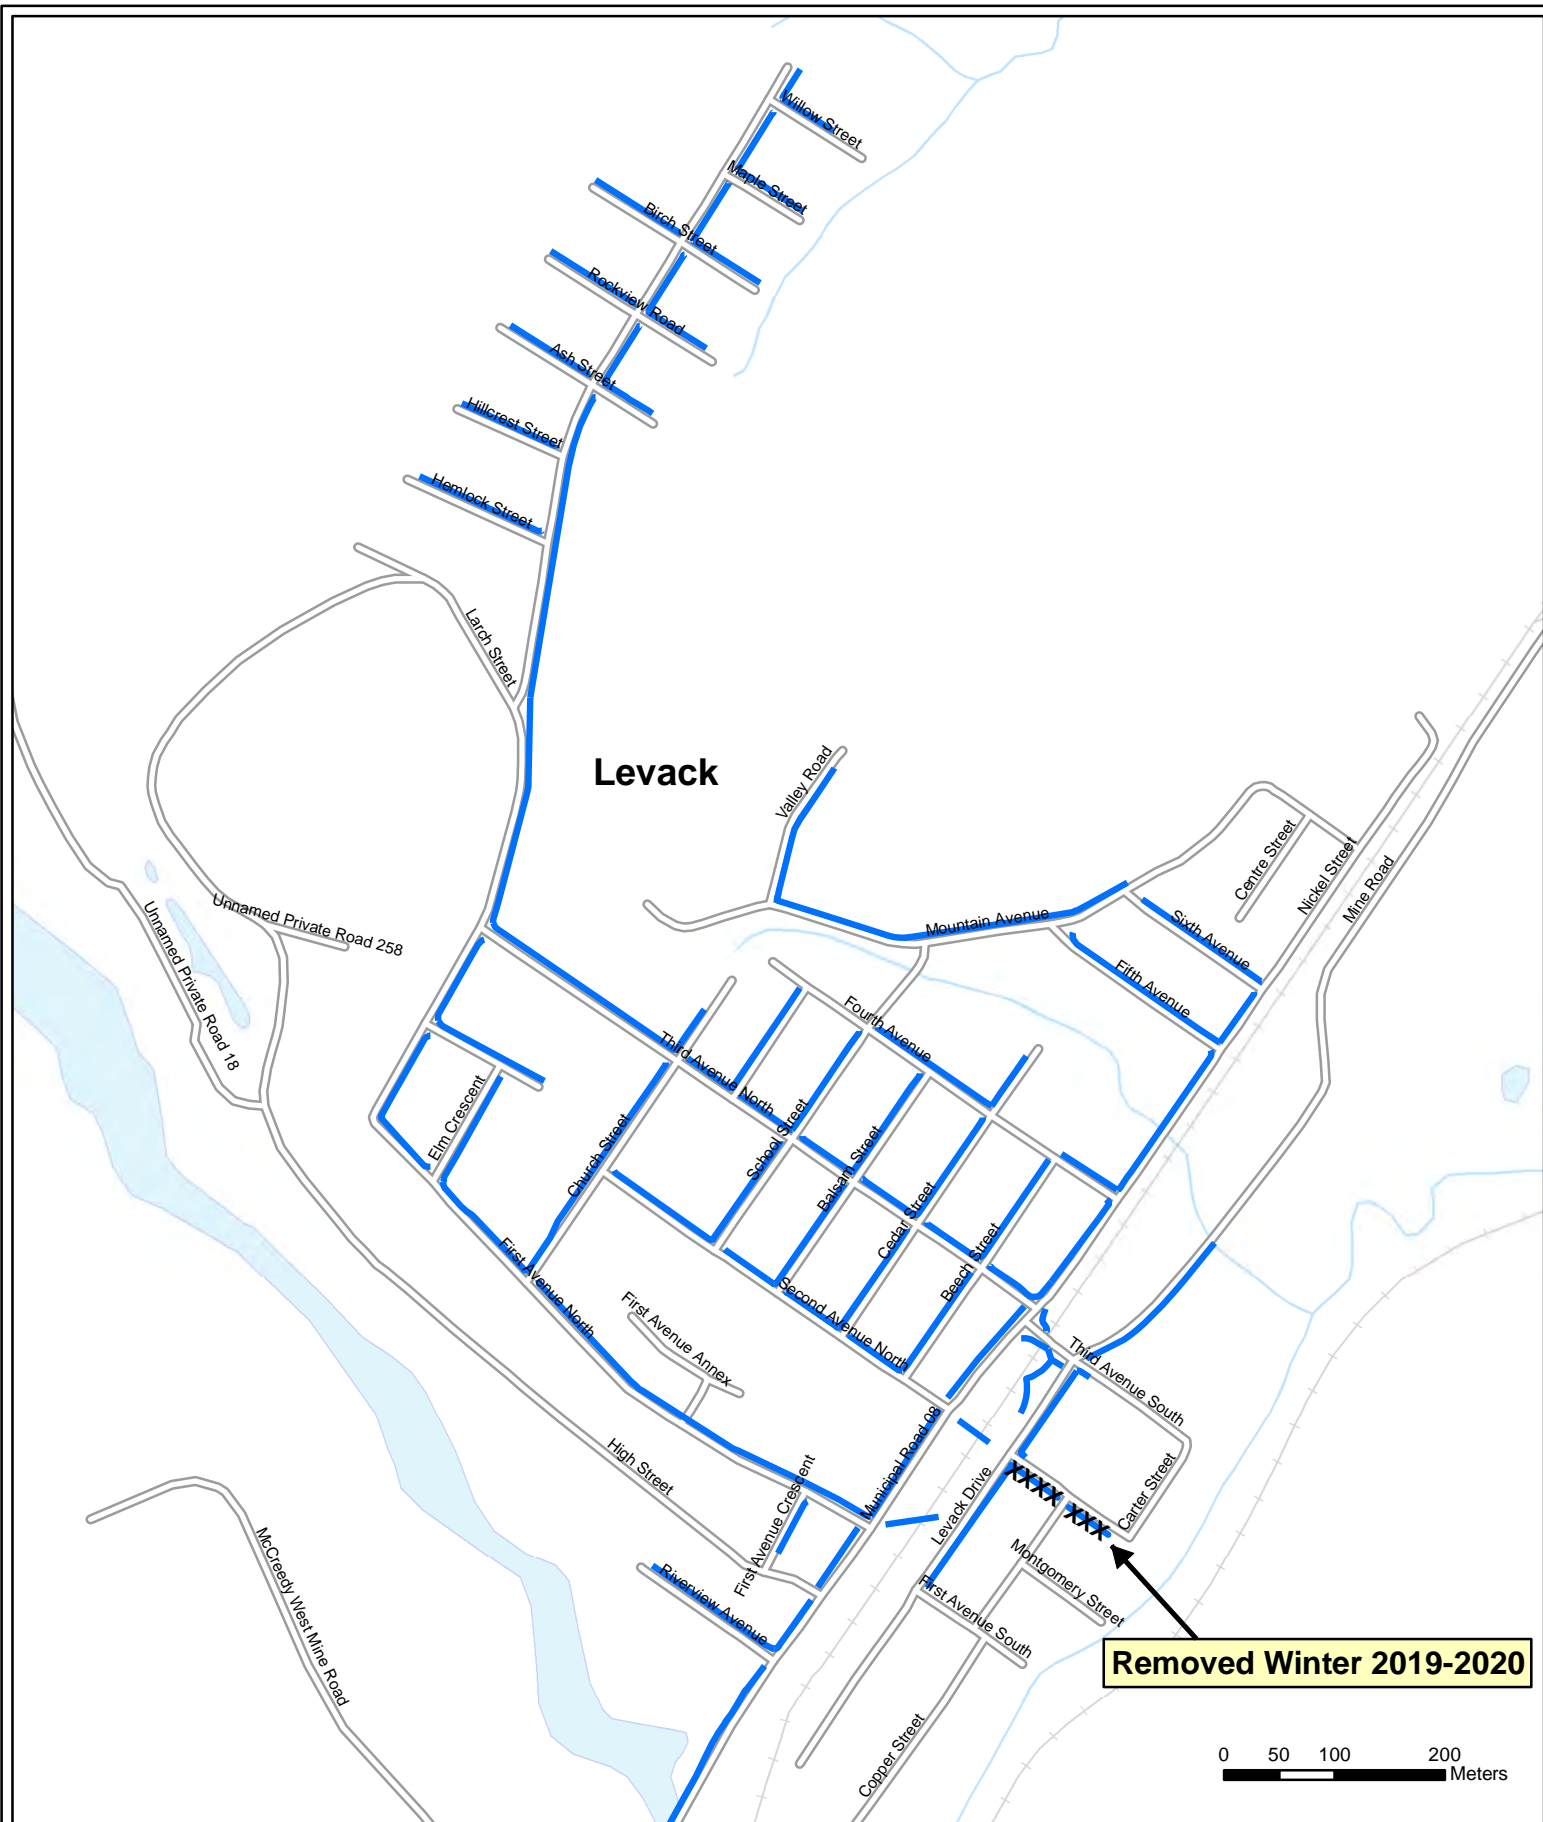 Willow Street
Maple Street
Birch Street
Rockview Road
Ash Street
Hillcrest Street
Hemlock Street
Larch Street
Levack
Valley Road
Centre Street
Nickel Street
Mine Road
Mountain Avenue
Sixth Avenue
Fifth Avenue
Unnamed Private Road 258
Unnamed Private Road 18
Fourth Avenue
Third Avenue North
Elm Crescent
Church Street
School Street
Balsam Street
Cedar Street
Beech Street
First Avenue North
Second Avenue North
First Avenue Annex
Third Avenue South
High Street
Municipal Road 08
First Avenue Crescent
Levack Drive
XXXX XXX
Carter Street
Montgomery Street
Riverview Avenue
First Avenue South
McCreedy West Mine Road
Removed Winter 2019-2020
Copper Street
0 50 100 200
Meters